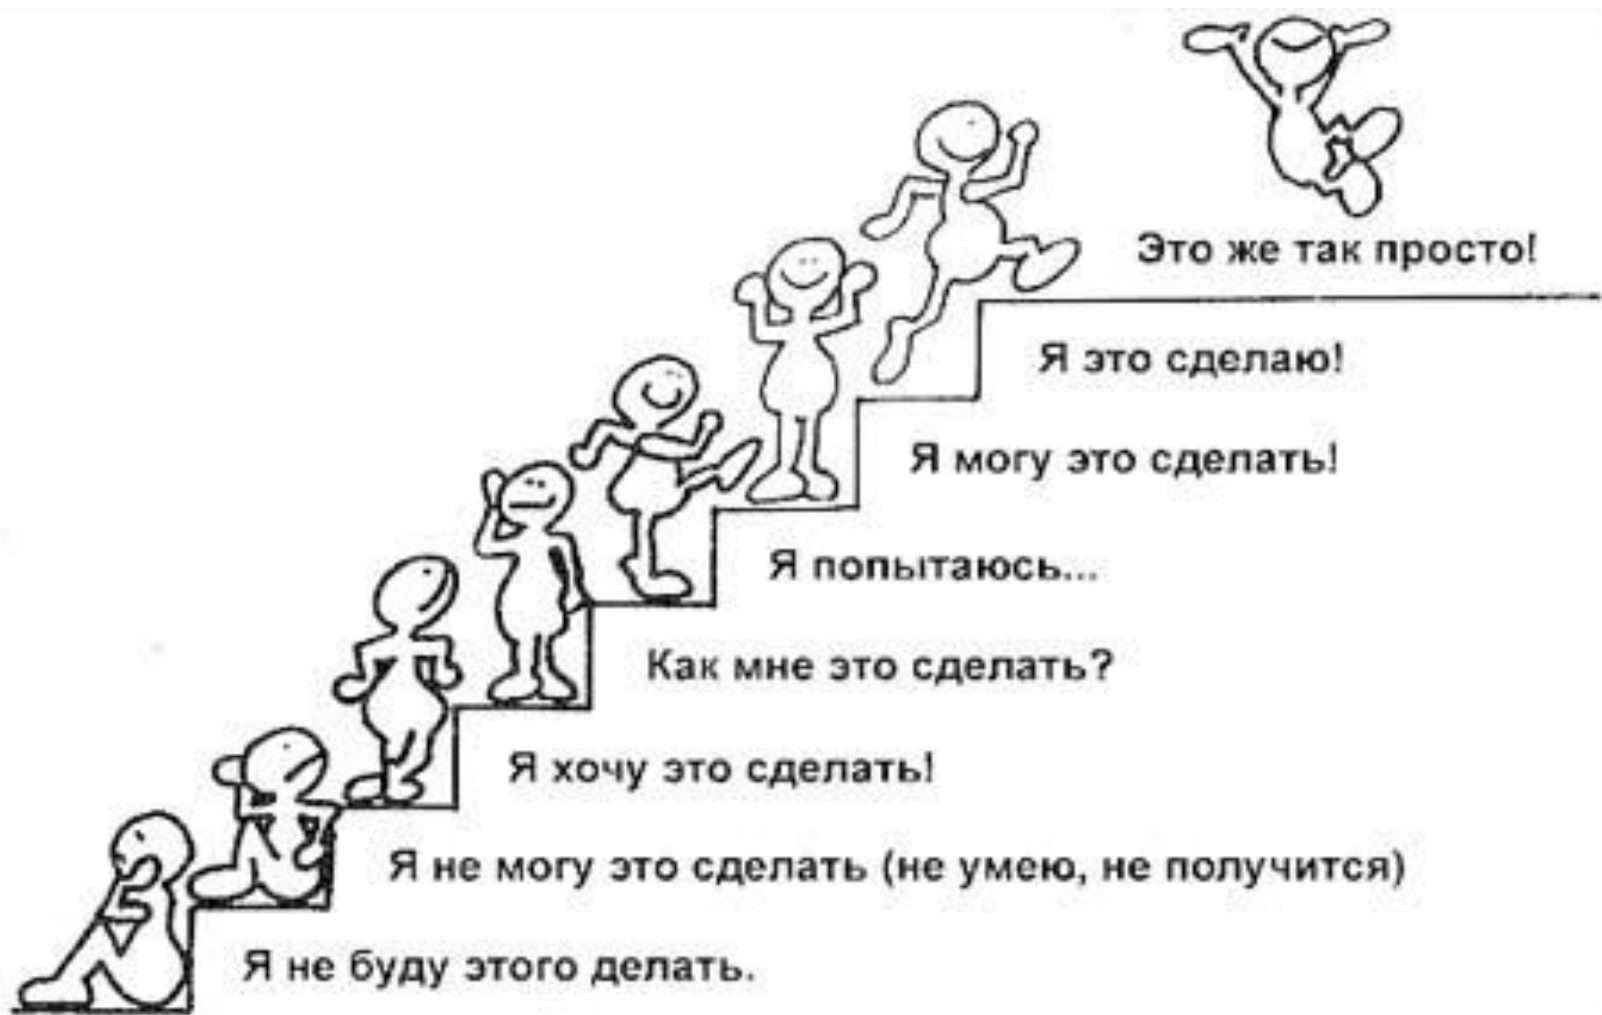 Это же так просто!
Я это сделаю!
Я могу это сделать!
Я попытаюсь...
Как мне это сделать?
Я хочу это сделать!
Я не могу это сделать (не умею, не получится)
Я не буду этого делать.